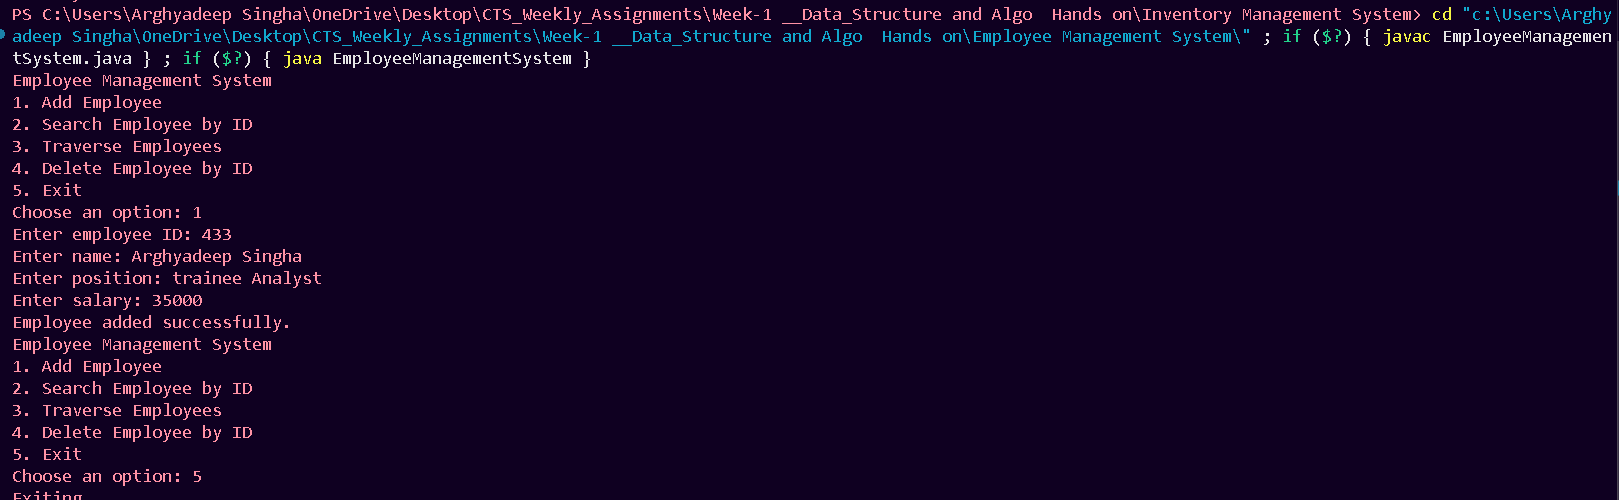 PS C:\Users\Arghyadeep Singha\OneDrive\Desktop\CTS_Weekly_Assignments\Week-1 __Data_Structure and Algo  Hands on\Inventory Management System> cd "c:\Users\Arghy
adeep Singha\OneDrive\Desktop\CTS_Weekly_Assignments\Week-1 __Data_Structure and Algo  Hands on\Employee Management System\" ; if ($?) { javac EmployeeManagemen
tSystem.java } ; if ($?) { java EmployeeManagementSystem }
Employee Management System
1. Add Employee
2. Search Employee by ID
3. Traverse Employees
4. Delete Employee by ID
5. Exit
Choose an option: 1
Enter employee ID: 433
Enter name: Arghyadeep Singha
Enter position: trainee Analyst
Enter salary: 35000
Employee added successfully.
Employee Management System
1. Add Employee
2. Search Employee by ID
3. Traverse Employees
4. Delete Employee by ID
5. Exit
Choose an option: 5
Exiting